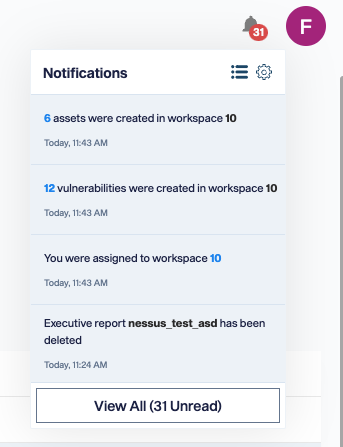 31
F
Notifications
6 assets were created in workspace 10
Today, 11:43 AM
12 vulnerabilities were created in workspace 10
Today, 11:43 AM
You were assigned to workspace 10
Today, 11:43 AM
Executive report nessus_test_asd has been
deleted
Today, 11:24 AM
View All (31 Unread)